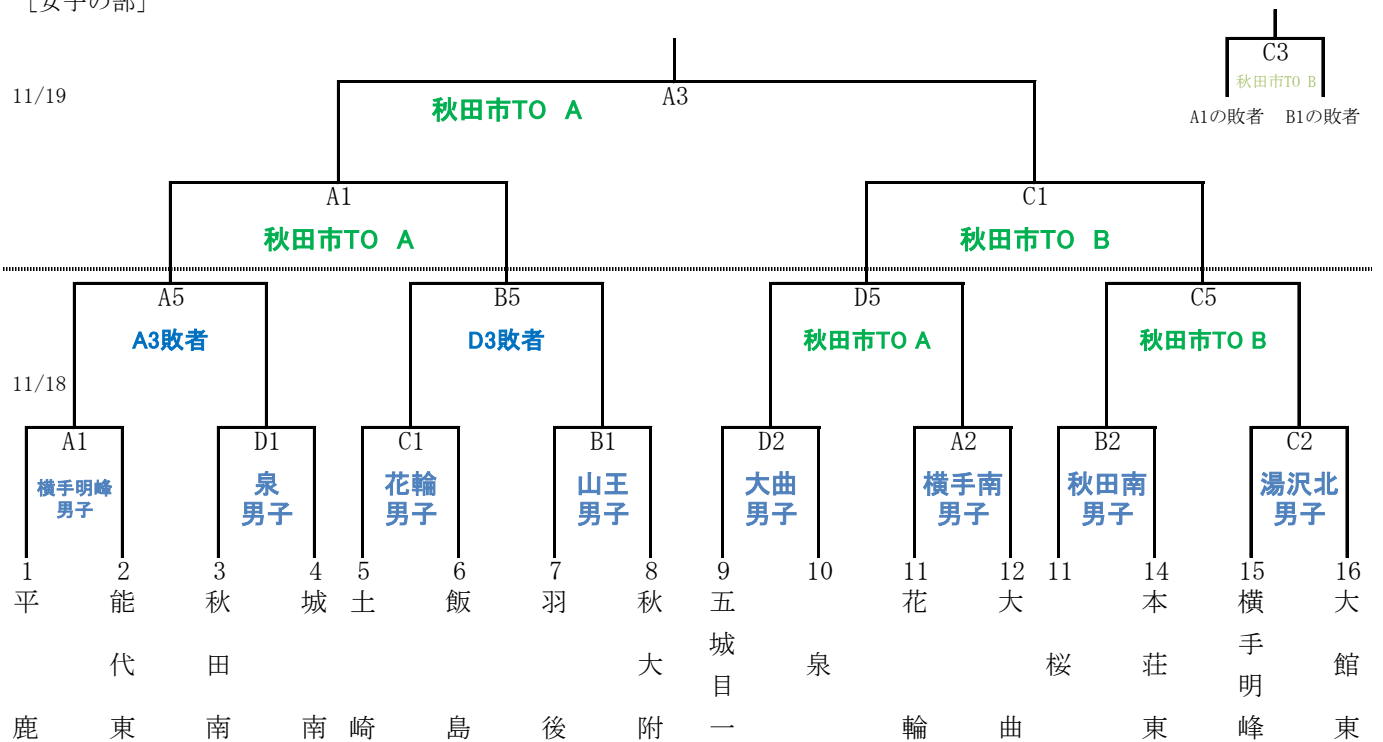 [女子の部]
C3
秋田市TO B
A1の敗者 B1の敗者
11/19
A3
秋田市TO A
A1
C1
秋田市TO A
秋田市TO B
A5
B5
D5
C5
A3敗者
D3敗者
秋田市TO A
秋田市TO B
11/18
A1
D1
C1
B1
D2
A2
B2
C2
横手明峰
男子
泉
男子
花輪
男子
山王
男子
大曲
男子
横手南
男子
秋田南
男子
湯沢北
男子
1 2 3 4 5 6 7 8 9 10 11 12 11 14 15 16
平鹿
能代東
秋田南
城南
土崎
飯島
羽後
秋大附
五城目一
泉
花輪
大曲
桜
本荘東
横手明峰
大館東